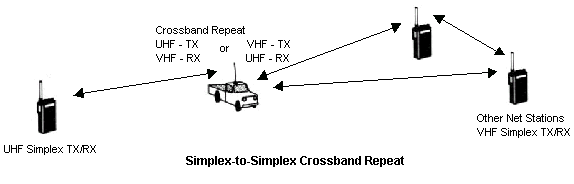 Crossband Repeat
UHF - TX or VHF - TX
VHF - RX UHF - RX
Other Net Stations
VHF Simplex TX/RX
UHF Simplex TX/RX
Simplex-to-Simplex Crossband Repeat